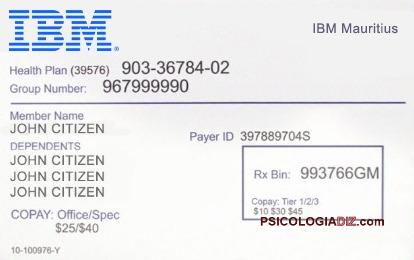 IBM®
IBM Mauritius
Health Plan (39576) 903-36784-02
Group Number: 967999990
Member Name
JOHN CITIZEN
Payer ID 397889704S
DEPENDENTS
JOHN CITIZEN
JOHN CITIZEN
JOHN CITIZEN
Rx Bin: 993766GM
Copay: Tier 1/2/3
$10 $30 $45
COPAY: Office/Spec
$25/$40
PSICOLOGIADIZ.com
10-100976-Y